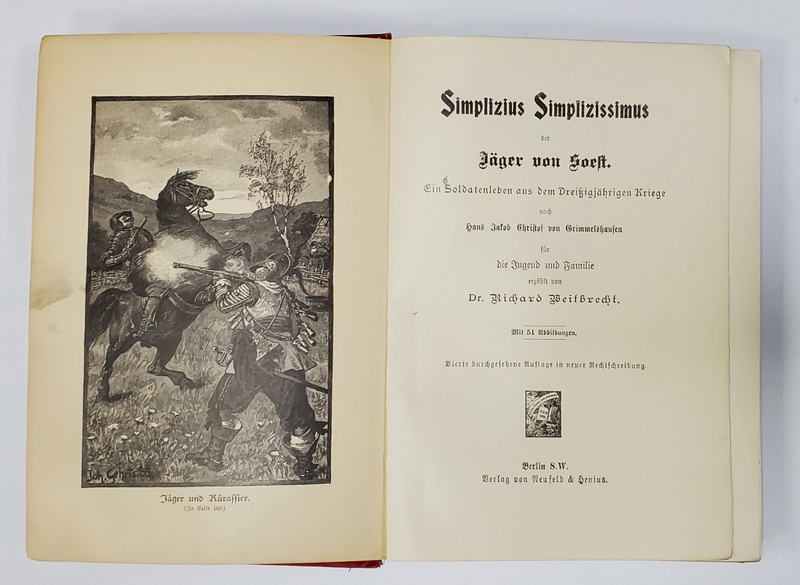 Jäger und Kürassier.
(Zu Seite 160.)
Simplizius Simplizissimus
der
Jäger von Soest.
Ein Soldatenleben aus dem Dreißigjährigen Kriege
nach
Hans Jakob Christof von Grimmelshausen
für
die Jugend und Familie
erzählt von
Dr. Richard Weitbrecht.
Mit 51 Abbildungen.
Vierte durchgesehene Auflage in neuer Rechtschreibung.
Berlin S.W.
Verlag von Neufeld & Henius.